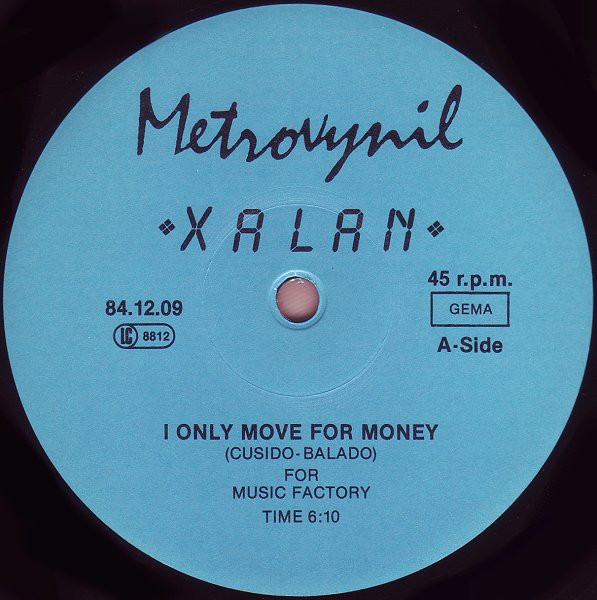 Metrovynil
XALAN
84.12.09
LC 8812
45 r.p.m.
GEMA
A-Side
I ONLY MOVE FOR MONEY
(CUSIDO-BALADO)
FOR
MUSIC FACTORY
TIME 6:10